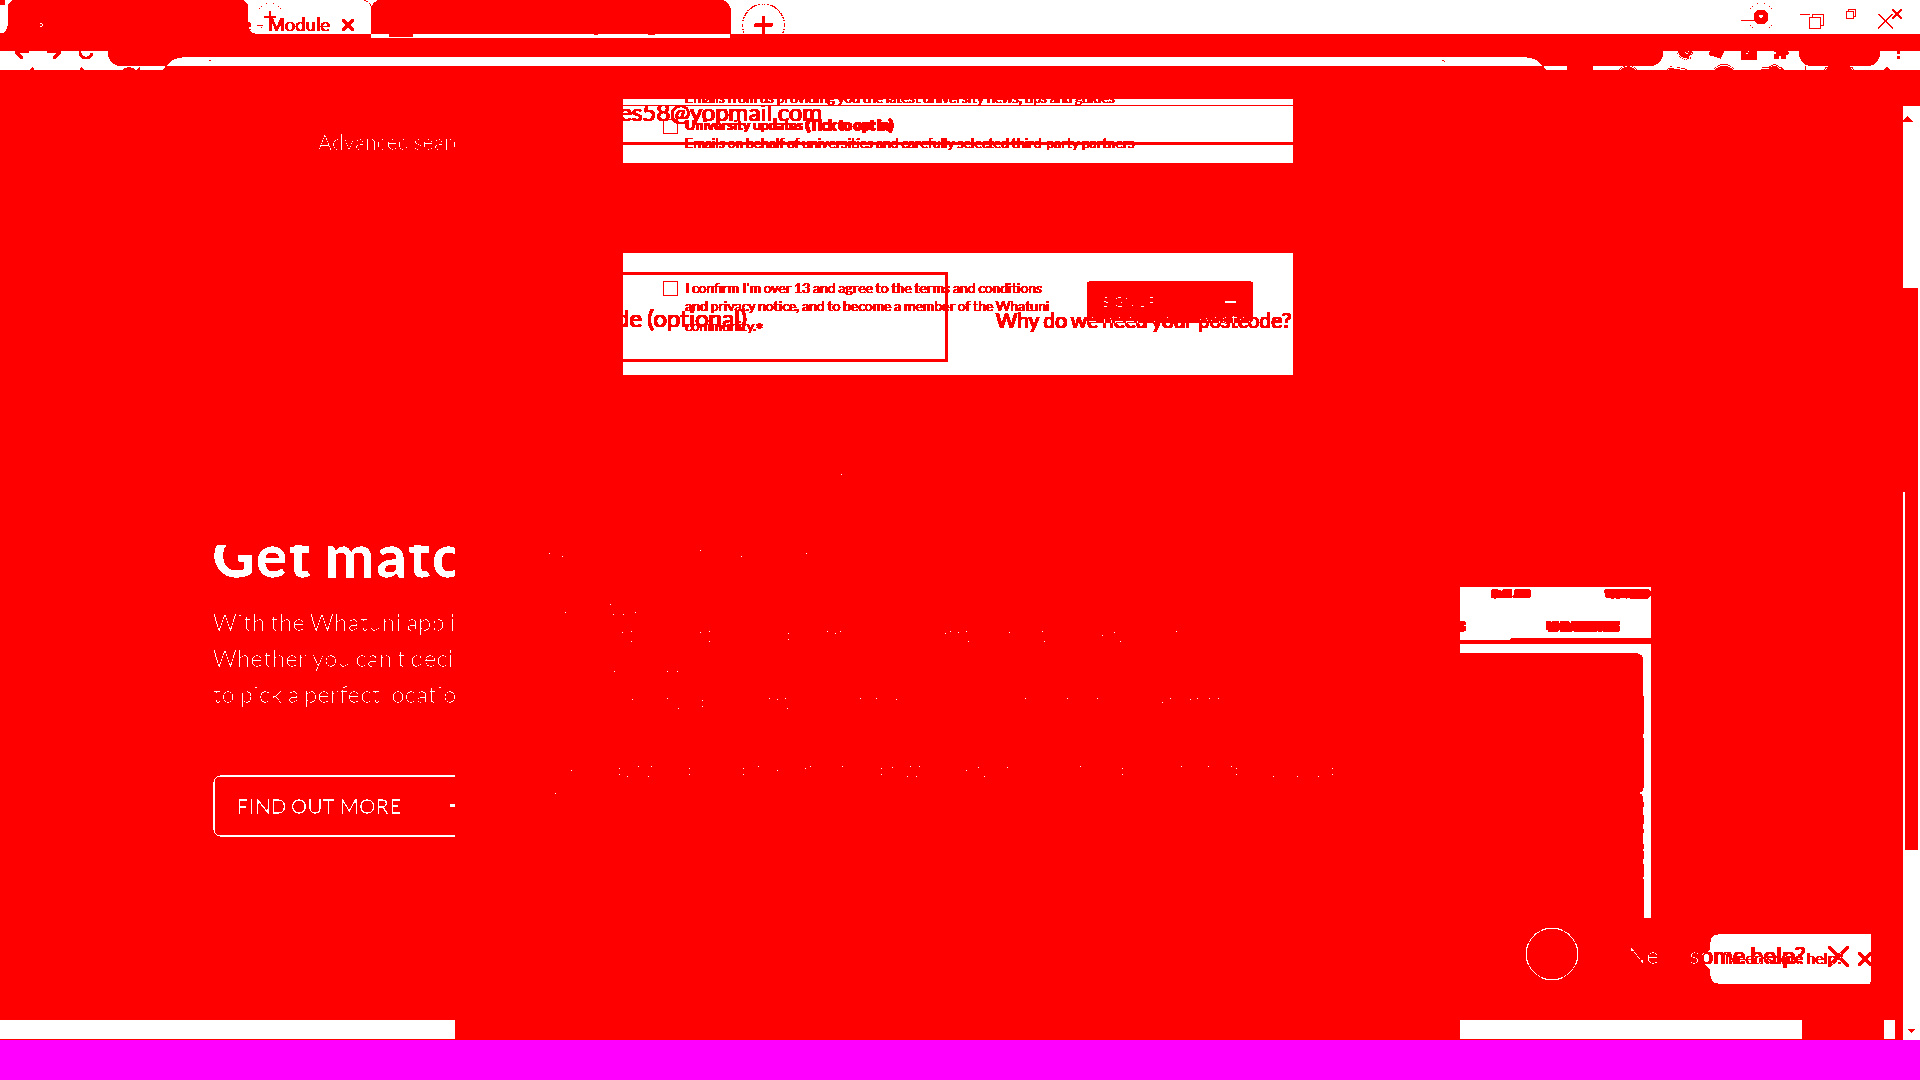 Module
Emails from us providing you the latest university news, tips and guides
es58@yopmail.com
University updates (Tick to opt in)
Advanced sear
Emails on behalf of universities and carefully selected third-party partners
I confirm I'm over 13 and agree to the terms and conditions
SIGN UP
and privacy notice, and to become a member of the Whatuni
de (optional)
Why do we need your postcode?
community.*
Get matc
With the Whatuni app
Whether you can't deci
to pick a perfect locatio
FIND OUT MORE
some help?